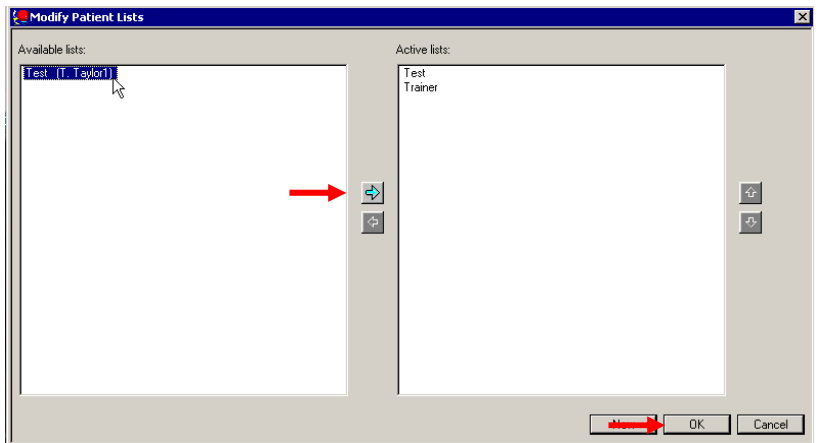 Modify Patient Lists
Available lists:
Active lists:
Test (T. Taylor1)
Test
Trainer
OK
Cancel